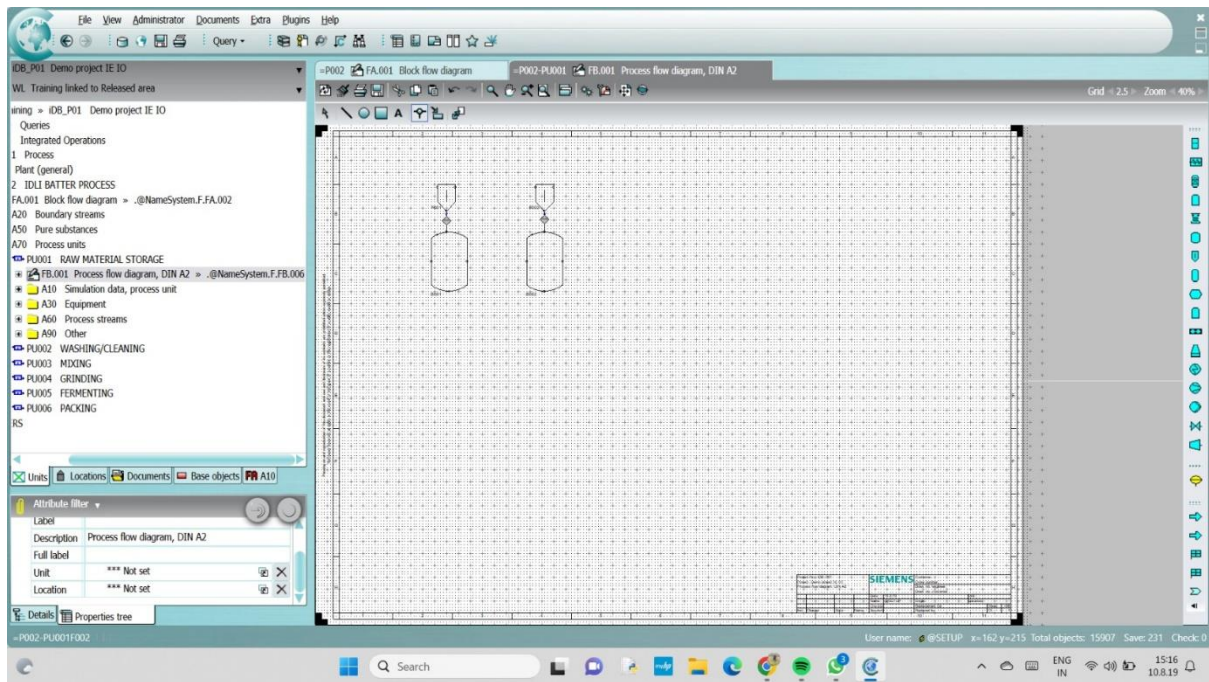 File View Administrator Documents Extra Plugins Help
Query
iDB_P01 Demo project IE IO
WL Training linked to Released area
ining » iDB_P01 Demo project IE IO
Queries
Integrated Operations
1 Process
Plant (general)
2 IDLI BATTER PROCESS
FA.001 Block flow diagram » .@NameSystem.F.FA.002
A20 Boundary streams
A50 Pure substances
A70 Process units
PU001 RAW MATERIAL STORAGE
FB.001 Process flow diagram, DIN A2 » .@NameSystem.F.FB.006
A10 Simulation data, process unit
A30 Equipment
A60 Process streams
A90 Other
PU002 WASHING/CLEANING
PU003 MIXING
PU004 GRINDING
PU005 FERMENTING
PU006 PACKING
RS
Units Locations Documents Base objects FA A10
Attribute filter
Label
Description Process flow diagram, DIN A2
Full label
Unit *** Not set
Location *** Not set
Details Properties tree
=P002 FA.001 Block flow diagram =P002-PU001 FB.001 Process flow diagram, DIN A2
Grid 2.5 Zoom 40%
A
SIEMENS
=P002-PU001F002
User name: @SETUP x=162 y=215 Total objects: 15907 Save: 231 Check: 0
Search
ENG
IN
15:16
10.8.19